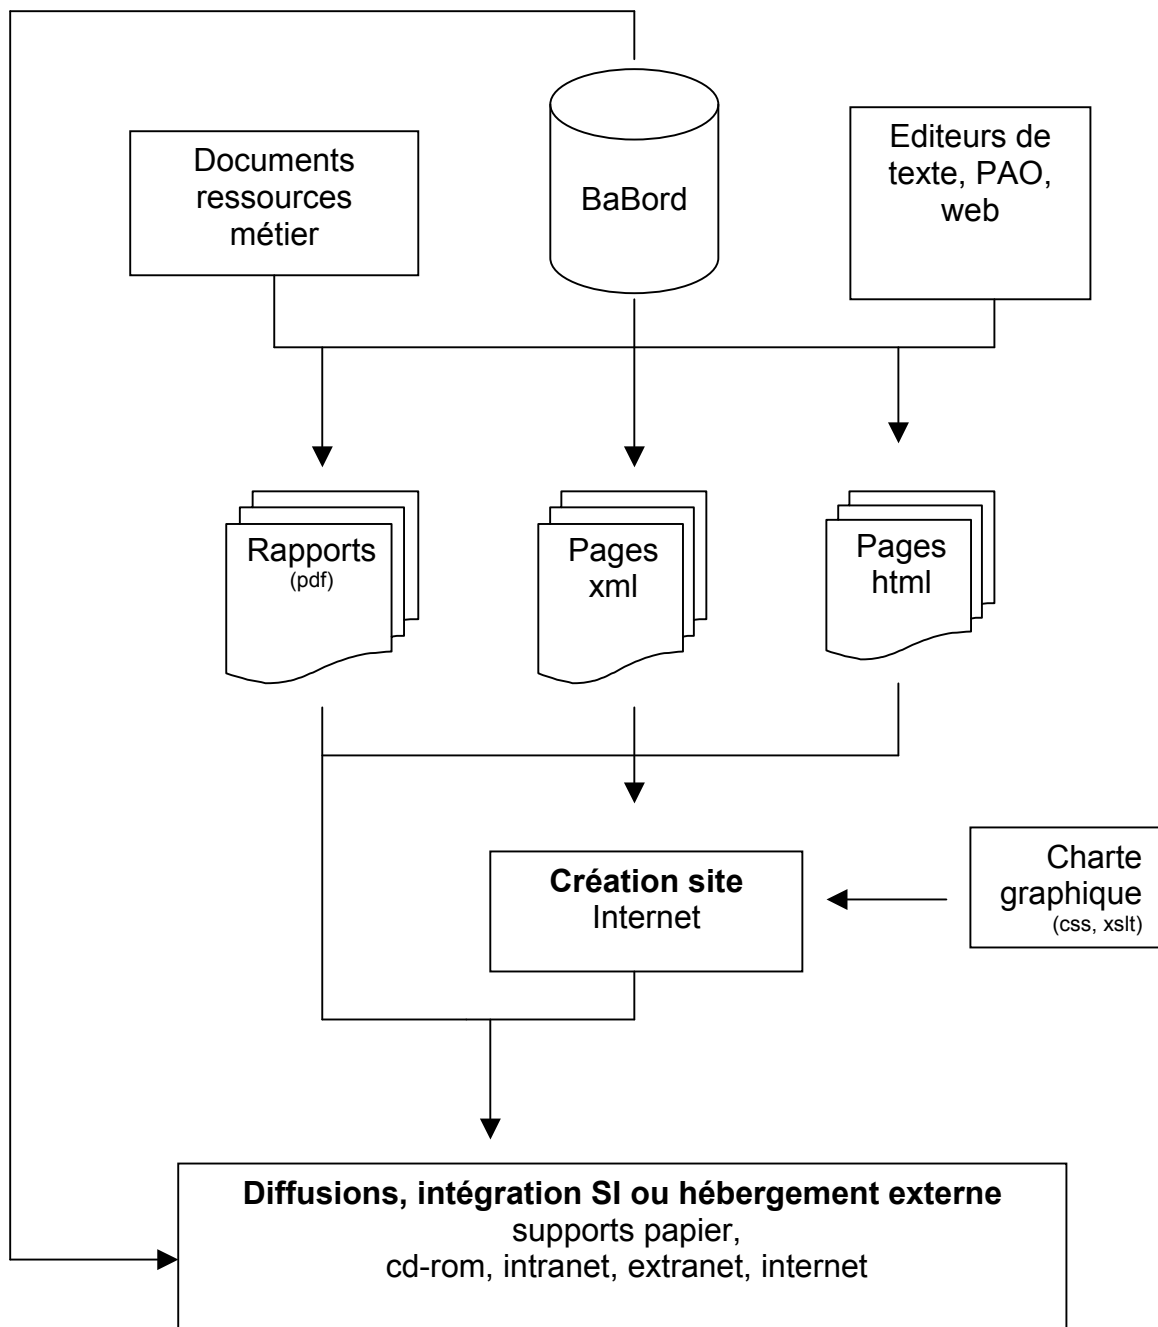 Documents
ressources
métier
BaBord
Editeurs de
texte, PAO,
web
Rapports
(pdf)
Pages
xml
Pages
html
Création site
Internet
Charte
graphique
(css, xslt)
Diffusions, intégration SI ou hébergement externe
supports papier,
cd-rom, intranet, extranet, internet